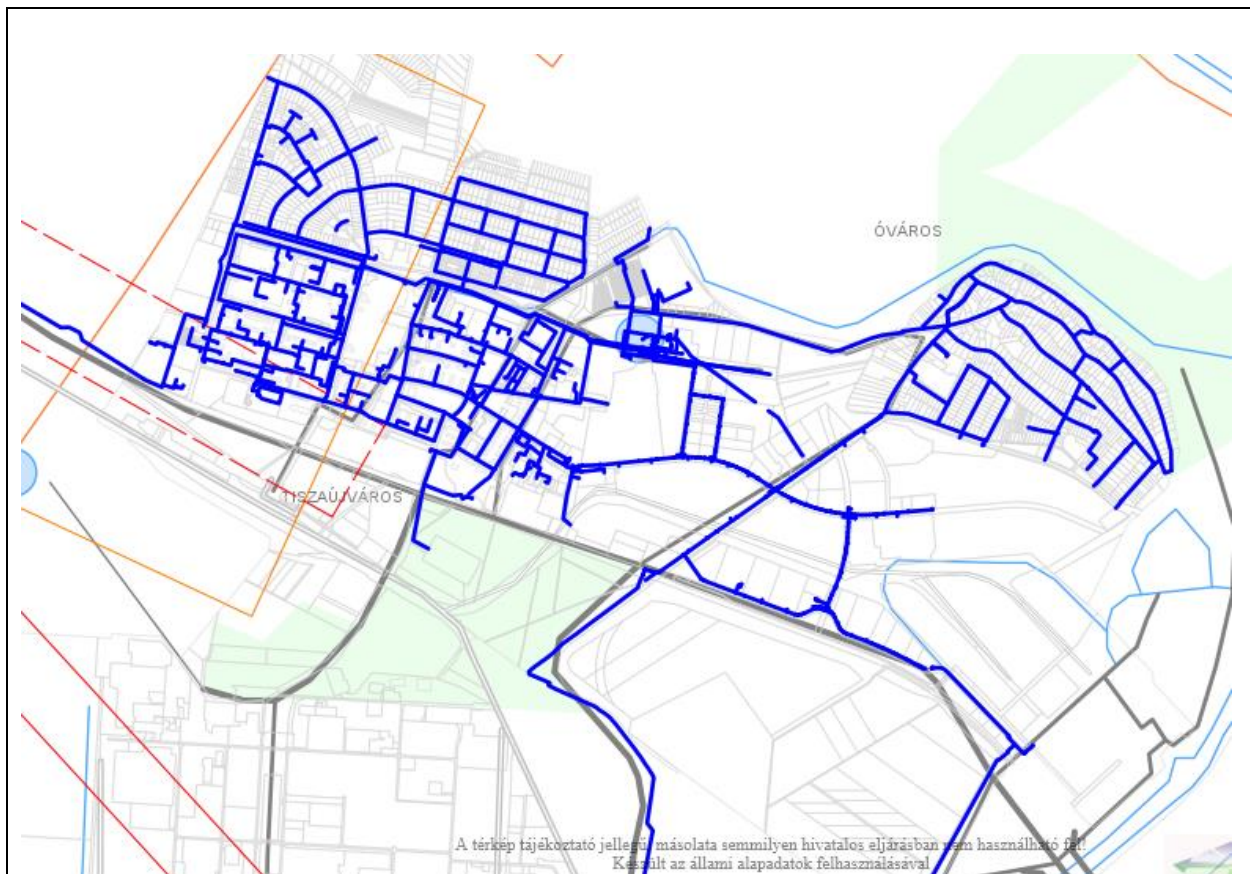 ÓVÁROS
TISZAÚJVÁROS
A térkép tájékoztató jellegű, másolata semmilyen hivatalos eljárásban nem használható fel!
Készült az állami alapadatok felhasználásával